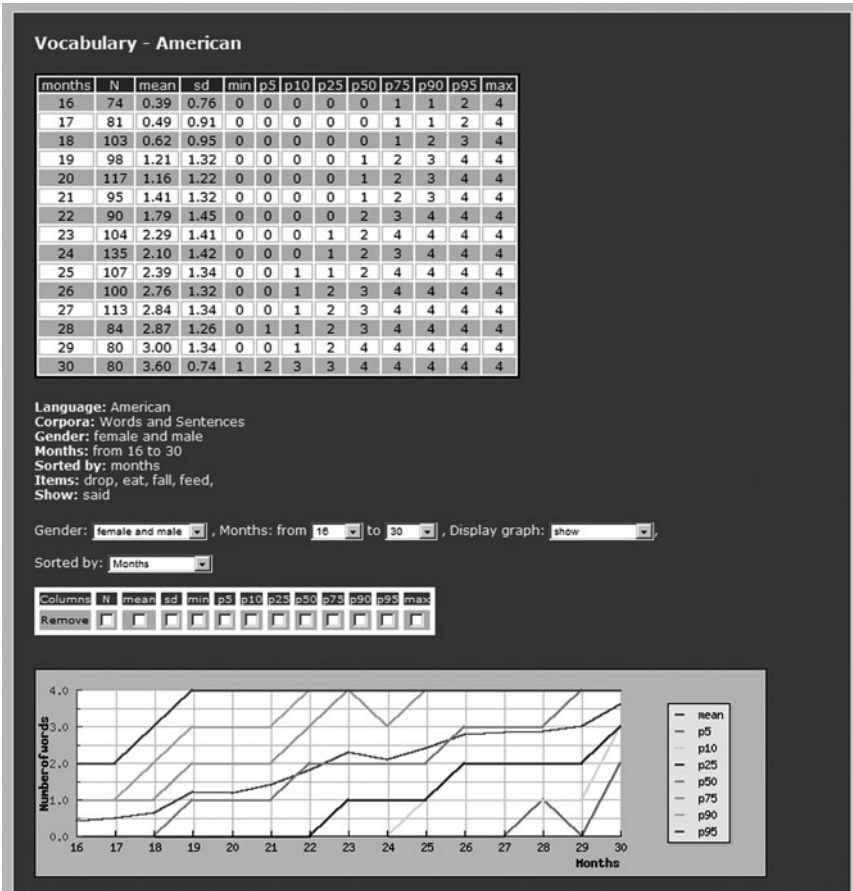 Vocabulary - American
months N mean sd min p5 p10 p25 p50 p75 p90 p95 max
16 74 0.39 0.76 0 0 0 0 0 1 1 2 4
17 81 0.49 0.91 0 0 0 0 0 1 1 2 4
18 103 0.62 0.95 0 0 0 0 0 1 2 3 4
19 98 1.21 1.32 0 0 0 0 1 2 3 4 4
20 117 1.16 1.22 0 0 0 0 1 2 3 4 4
21 95 1.41 1.32 0 0 0 0 1 2 3 4 4
22 90 1.79 1.45 0 0 0 0 2 3 4 4 4
23 104 2.29 1.41 0 0 0 1 2 4 4 4 4
24 135 2.10 1.42 0 0 0 1 2 3 4 4 4
25 107 2.39 1.34 0 0 1 1 2 4 4 4 4
26 100 2.76 1.32 0 0 1 2 3 4 4 4 4
27 113 2.84 1.34 0 0 1 2 3 4 4 4 4
28 84 2.87 1.26 0 1 1 2 3 4 4 4 4
29 80 3.00 1.34 0 0 1 2 4 4 4 4 4
30 80 3.60 0.74 1 2 3 3 4 4 4 4 4
Language: American
Corpora: Words and Sentences
Gender: female and male
Months: from 16 to 30
Sorted by: months
Items: drop, eat, fall, feed,
Show: said
Gender: female and male , Months: from 16 to 30 , Display graph: show ,
Sorted by: Months
Columns N mean sd min p5 p10 p25 p50 p75 p90 p95 max
Remove
4.0
3.0
2.0
1.0
0.0
Number of words
16 17 18 19 20 21 22 23 24 25 26 27 28 29 30
Months
mean
p5
p10
p25
p50
p75
p90
p95